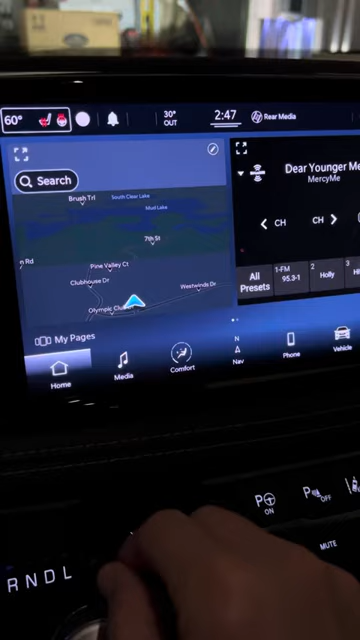 60°
30°
OUT
2:47
Rear Media
Search
Brush Trl
South Clear Lake
Mud Lake
7th St
n Rd
Pine Valley Ct
Clubhouse Dr
Westwinds Dr
Olympic Clu
Dear Younger Me
MercyMe
CH
CH
All
Presets
1-FM
95.3-1
2
Holly
3
My Pages
Home
Media
Comfort
N
Nav
Phone
Vehicle
P
ON
P
OFF
MUTE
R N D L